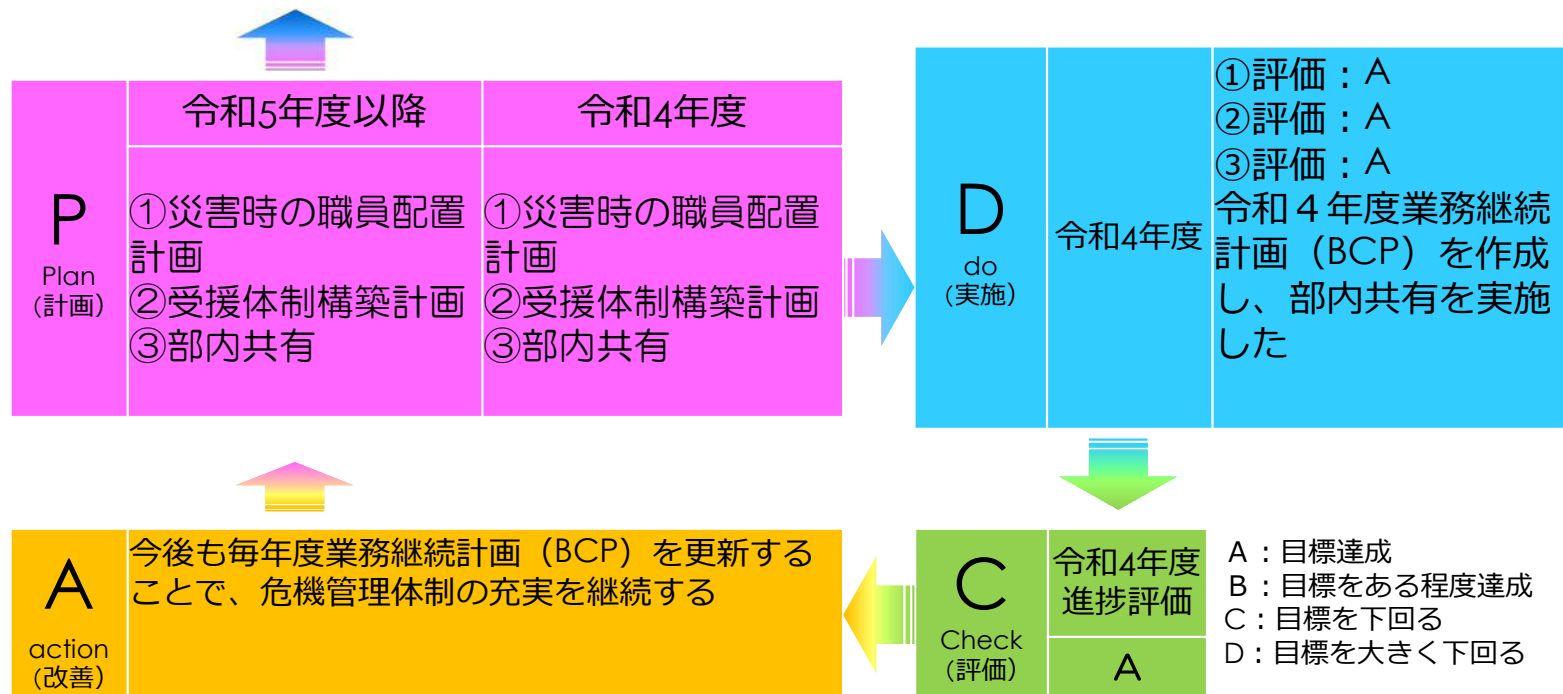 P
Plan
(計画)
令和5年度以降
①災害時の職員配置
計画
②受援体制構築計画
③部内共有
令和4年度
①災害時の職員配置
計画
②受援体制構築計画
③部内共有
D
do
(実施)
令和4年度
①評価：A
②評価：A
③評価：A
令和４年度業務継続
計画（BCP）を作成
し、部内共有を実施
した
C
Check
(評価)
令和4年度
進捗評価
A
A：目標達成
B：目標をある程度達成
C：目標を下回る
D：目標を大きく下回る
A
action
(改善)
今後も毎年度業務継続計画（BCP）を更新する
ことで、危機管理体制の充実を継続する